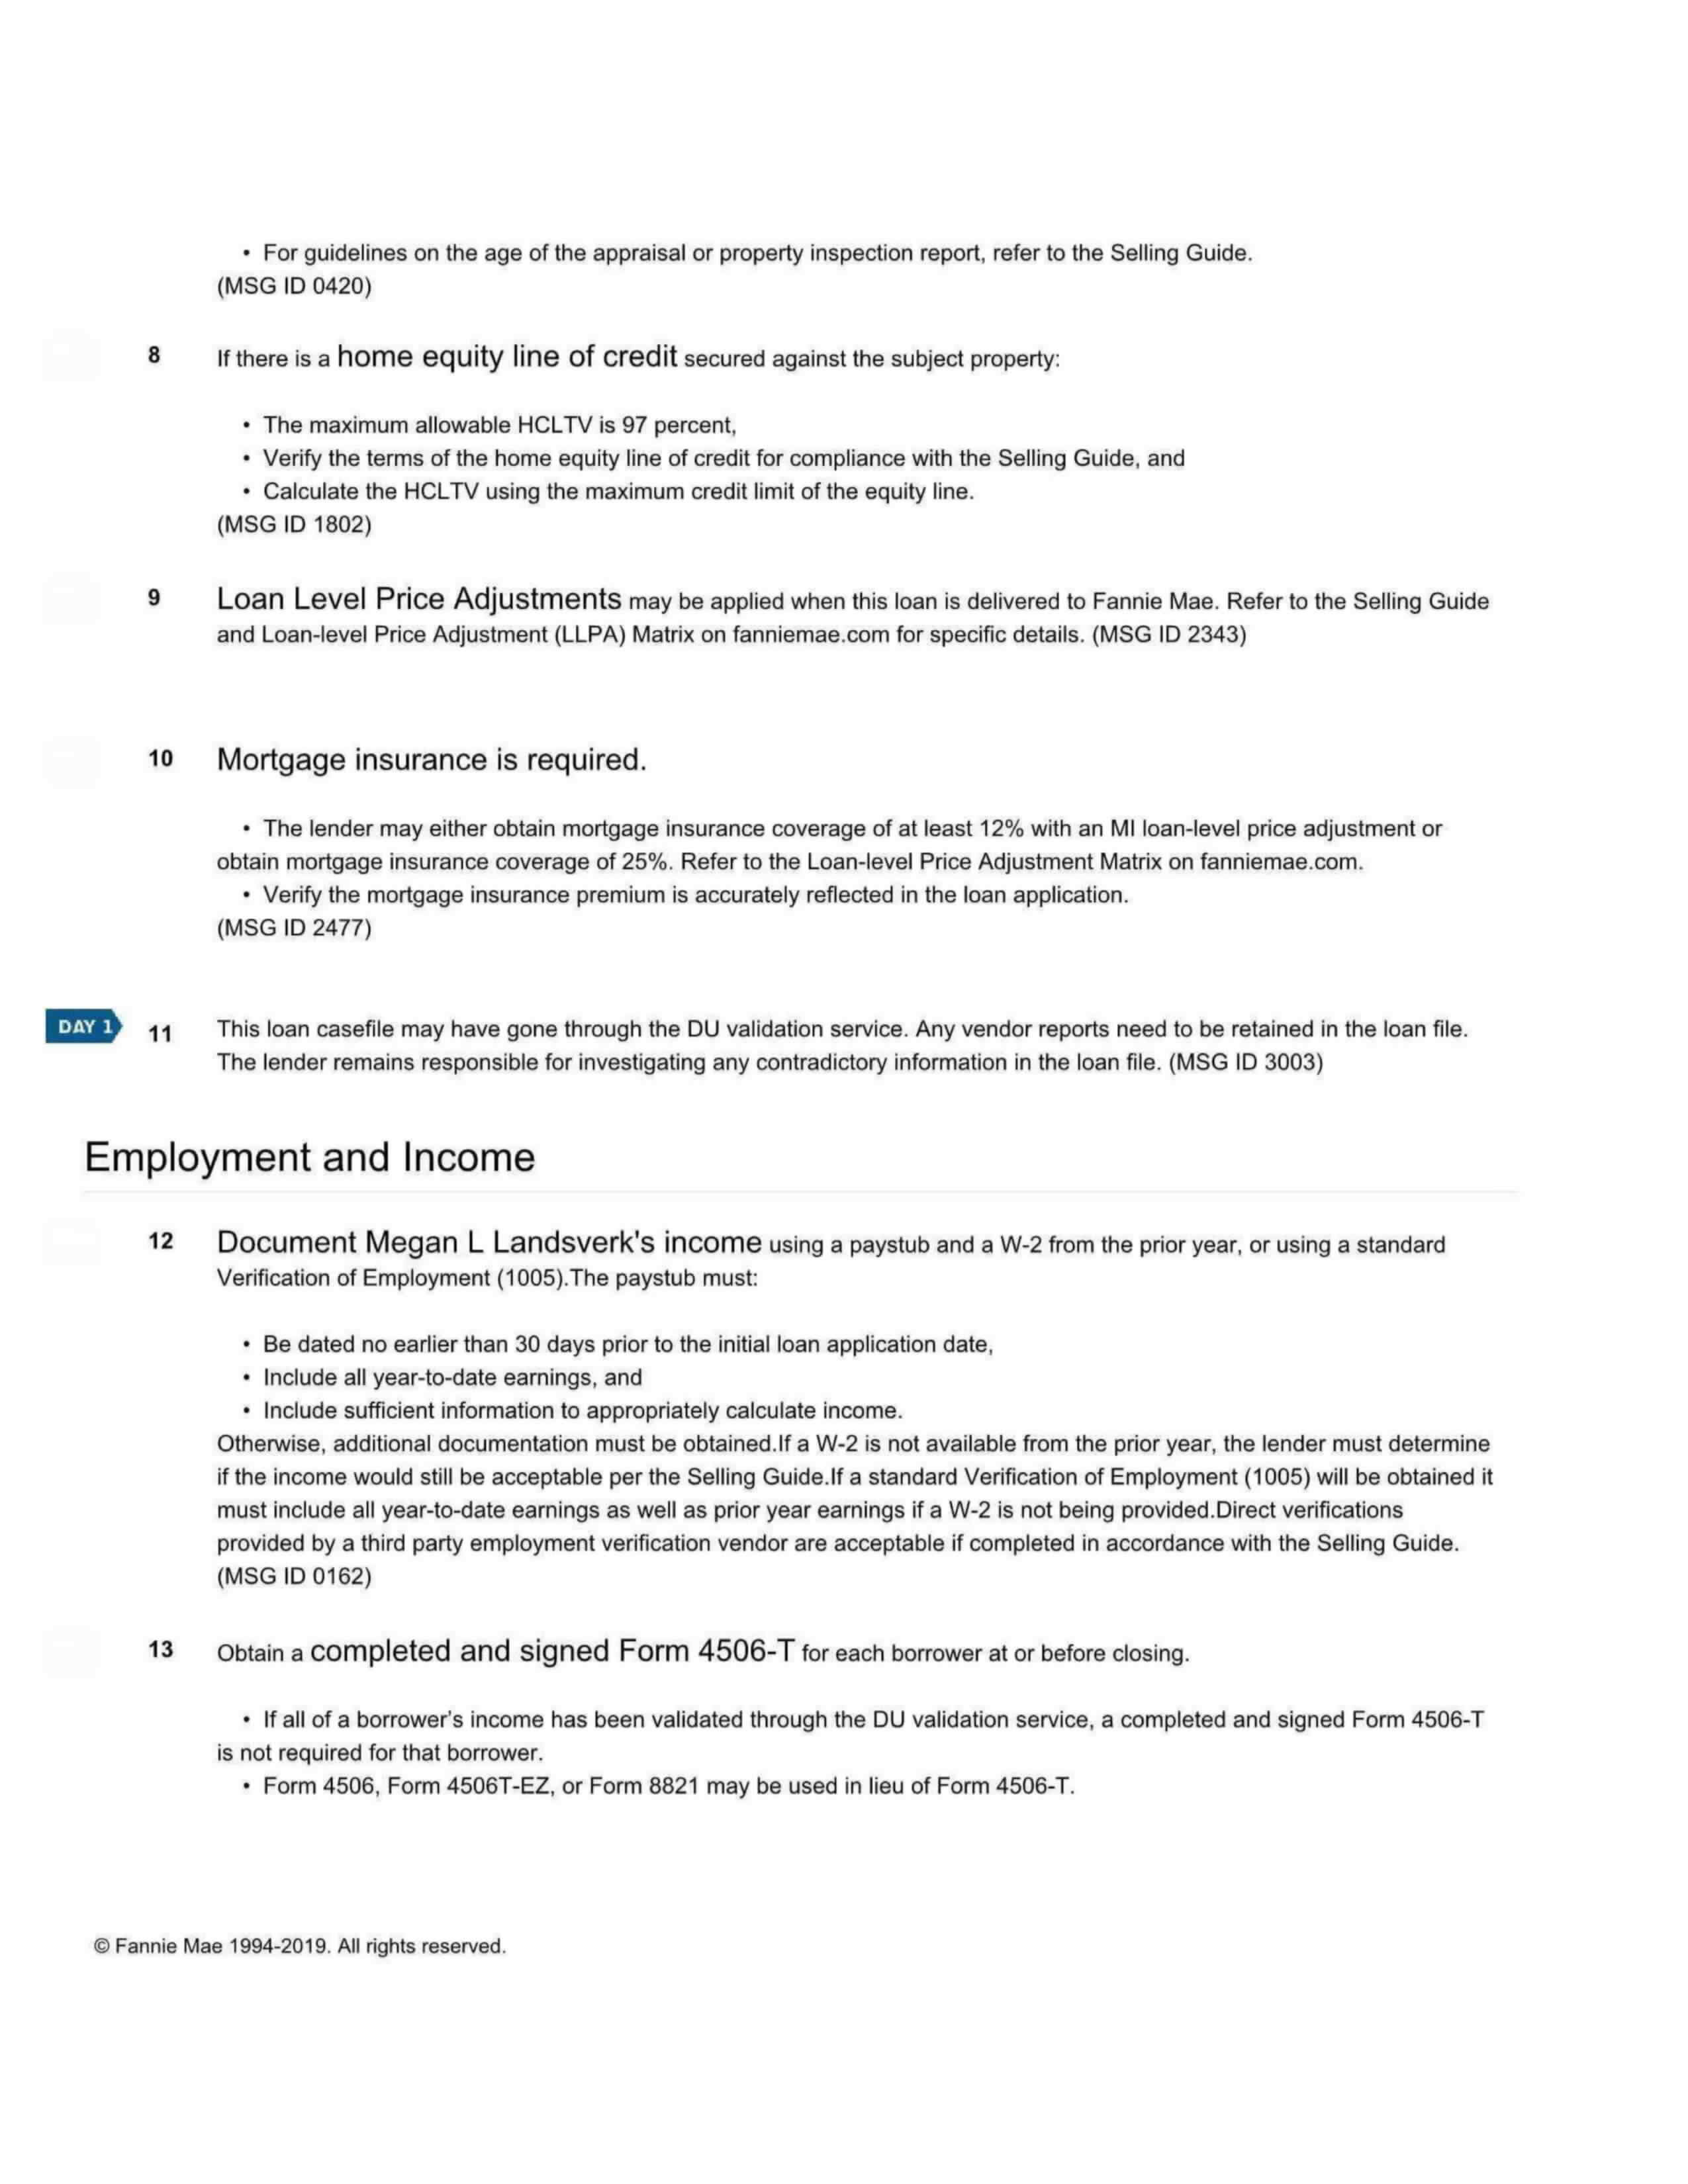 • For guidelines on the age of the appraisal or property inspection report, refer to the Selling Guide.
(MSG ID 0420)
8 If there is a home equity line of credit secured against the subject property:
• The maximum allowable HCLTV is 97 percent,
• Verify the terms of the home equity line of credit for compliance with the Selling Guide, and
• Calculate the HCLTV using the maximum credit limit of the equity line.
(MSG ID 1802)
9 Loan Level Price Adjustments may be applied when this loan is delivered to Fannie Mae. Refer to the Selling Guide
and Loan-level Price Adjustment (LLPA) Matrix on fanniemae.com for specific details. (MSG ID 2343)
10 Mortgage insurance is required.
• The lender may either obtain mortgage insurance coverage of at least 12% with an MI loan-level price adjustment or
obtain mortgage insurance coverage of 25%. Refer to the Loan-level Price Adjustment Matrix on fanniemae.com.
• Verify the mortgage insurance premium is accurately reflected in the loan application.
(MSG ID 2477)
DAY 1 11 This loan casefile may have gone through the DU validation service. Any vendor reports need to be retained in the loan file.
The lender remains responsible for investigating any contradictory information in the loan file. (MSG ID 3003)
Employment and Income
12 Document Megan L Landsverk's income using a paystub and a W-2 from the prior year, or using a standard
Verification of Employment (1005).The paystub must:
• Be dated no earlier than 30 days prior to the initial loan application date,
• Include all year-to-date earnings, and
• Include sufficient information to appropriately calculate income.
Otherwise, additional documentation must be obtained.If a W-2 is not available from the prior year, the lender must determine
if the income would still be acceptable per the Selling Guide.If a standard Verification of Employment (1005) will be obtained it
must include all year-to-date earnings as well as prior year earnings if a W-2 is not being provided.Direct verifications
provided by a third party employment verification vendor are acceptable if completed in accordance with the Selling Guide.
(MSG ID 0162)
13 Obtain a completed and signed Form 4506-T for each borrower at or before closing.
• If all of a borrower's income has been validated through the DU validation service, a completed and signed Form 4506-T
is not required for that borrower.
• Form 4506, Form 4506T-EZ, or Form 8821 may be used in lieu of Form 4506-T.
© Fannie Mae 1994-2019. All rights reserved.